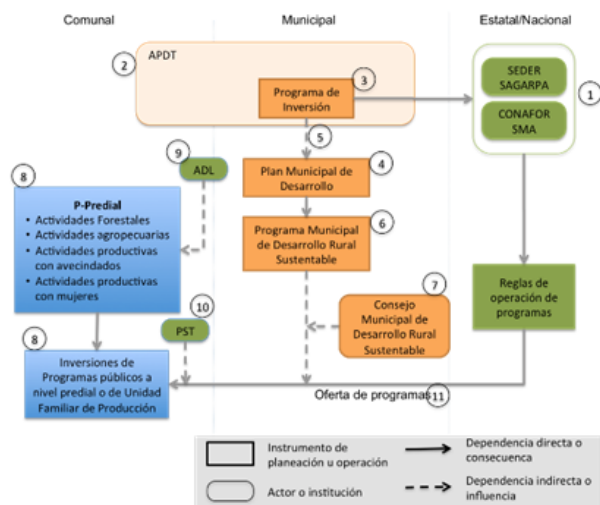 Comunal
Municipal
Estatal/Nacional
2
APDT
3
Programa de
Inversión
SEDER
SAGARPA
CONAFOR
SMA
1
5
9
ADL
4
Plan Municipal de
Desarrollo
8
P-Predial
• Actividades Forestales
• Actividades agropecuarias
• Actividades productivas
con avecindados
• Actividades productivas
con mujeres
6
Programa Municipal
de Desarrollo Rural
Sustentable
7
Consejo
Municipal de
Desarrollo Rural
Sustentable
Reglas de
operación de
programas
10
PST
8
Inversiones de
Programas públicos a
nivel predial o de Unidad
Familiar de Producción
Oferta de programas
11
Instrumento de
planeación u operación
Dependencia directa o
consecuenca
Actor o institución
Dependencia indirecta o
influencia